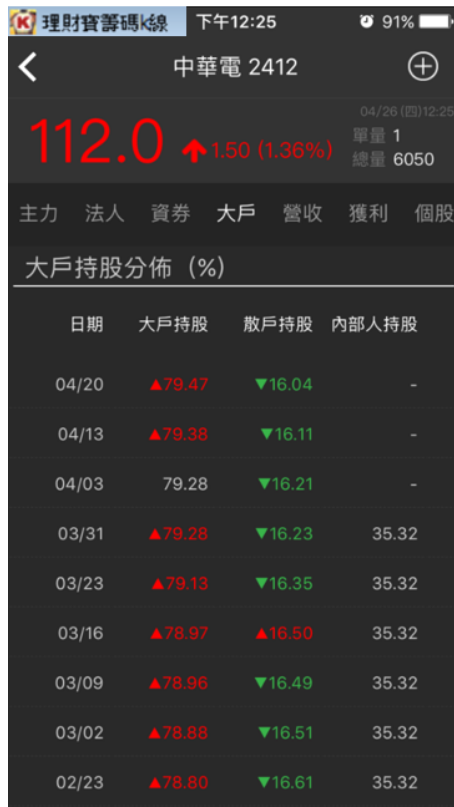 理財寶籌碼k線 下午12:25 91%
中華電 2412
112.0 1.50 (1.36%) 04/26 (四)12:25
單量 1
總量 6050
主力 法人 資券 大戶 營收 獲利 個股
大戶持股分佈 (%)
日期 大戶持股 散戶持股 內部人持股
04/20 ▲79.47 ▼16.04 -
04/13 ▲79.38 ▼16.11 -
04/03 79.28 ▼16.21 -
03/31 ▲79.28 ▼16.23 35.32
03/23 ▲79.13 ▼16.35 35.32
03/16 ▲78.97 ▲16.50 35.32
03/09 ▲78.96 ▼16.49 35.32
03/02 ▲78.88 ▼16.51 35.32
02/23 ▲78.80 ▼16.61 35.32